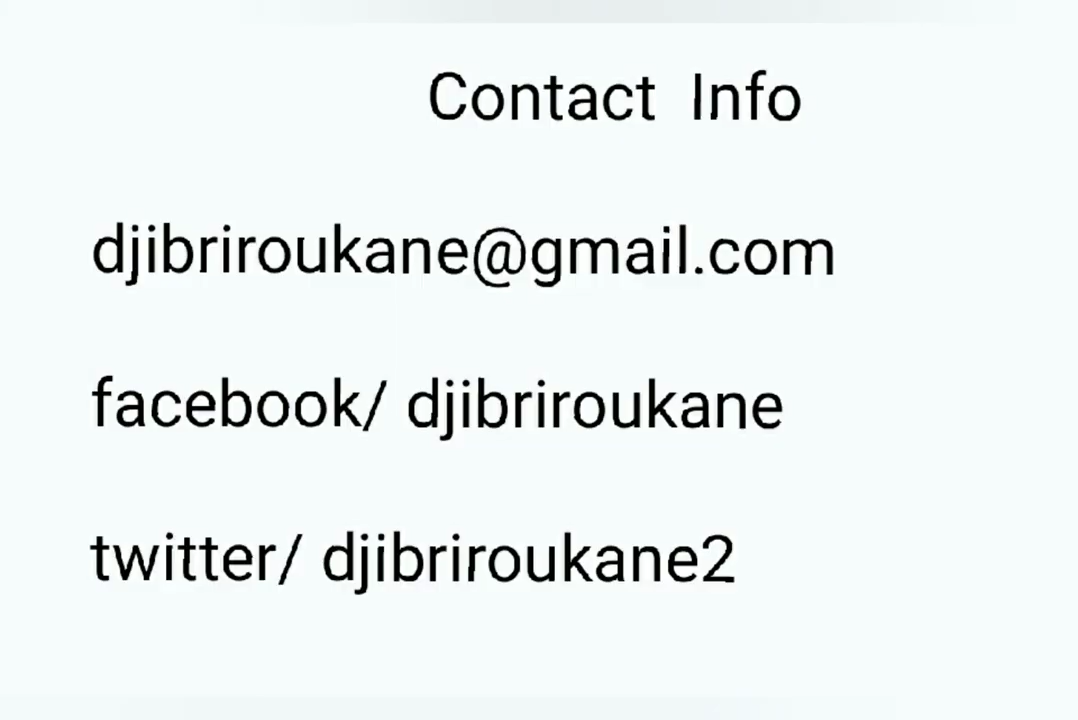 Contact Info
djibriroukane@gmail.com
facebook/ djibriroukane
twitter/ djibriroukane2